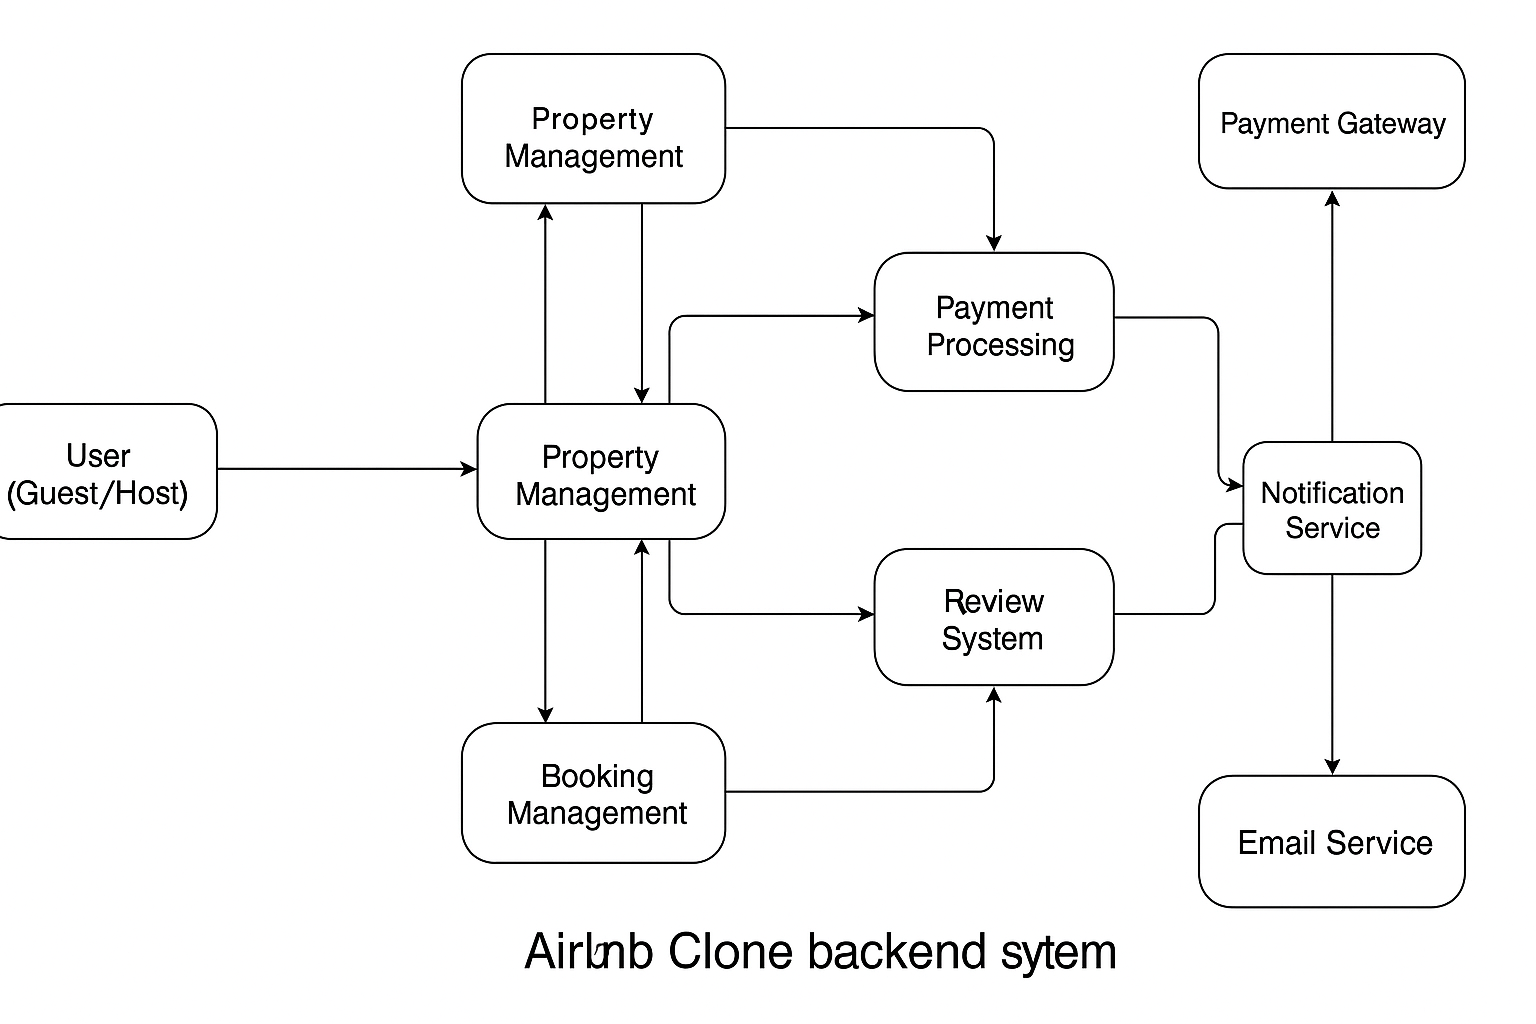 Property
Management
Payment Gateway
Payment
Processing
User
(Guest/Host)
Property
Management
Notification
Service
Review
System
Booking
Management
Email Service
Airbnb Clone backend sytem